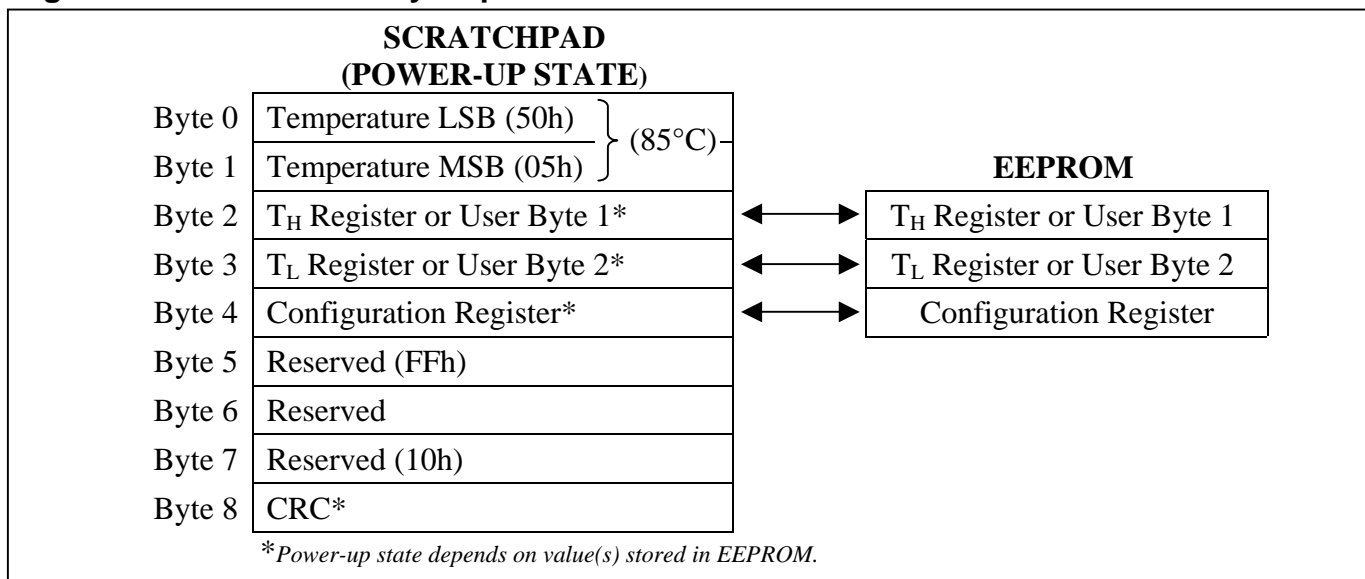 SCRATCHPAD
(POWER-UP STATE)
Byte 0 Temperature LSB (50h)
(85°C)
Byte 1 Temperature MSB (05h)
EEPROM
Byte 2 TH Register or User Byte 1* TH Register or User Byte 1
Byte 3 TL Register or User Byte 2* TL Register or User Byte 2
Byte 4 Configuration Register* Configuration Register
Byte 5 Reserved (FFh)
Byte 6 Reserved
Byte 7 Reserved (10h)
Byte 8 CRC*
*Power-up state depends on value(s) stored in EEPROM.